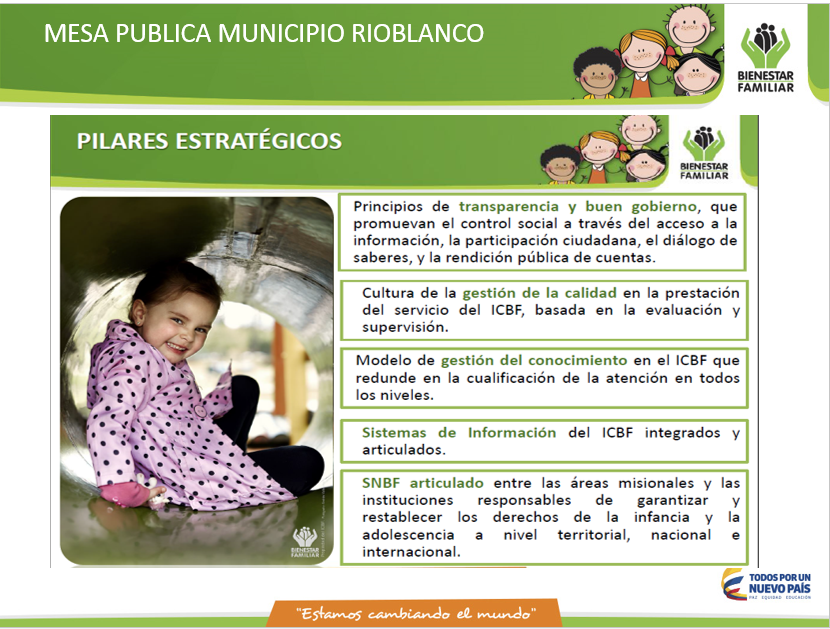 MESA PUBLICA MUNICIPIO RIOBLANCO
BIENESTAR
FAMILIAR
PILARES ESTRATÉGICOS
BIENESTAR
FAMILIAR
Principios de transparencia y buen gobierno, que
promuevan el control social a través del acceso a la
información, la participación ciudadana, el diálogo de
saberes, y la rendición pública de cuentas.
Cultura de la gestión de la calidad en la prestación
del servicio del ICBF, basada en la evaluación y
supervisión.
Modelo de gestión del conocimiento en el ICBF que
redunde en la cualificación de la atención en todos
los niveles.
Sistemas de Información del ICBF integrados y
articulados.
SNBF articulado entre las áreas misionales y las
instituciones responsables de garantizar y
restablecer los derechos de la infancia y la
adolescencia a nivel territorial, nacional e
internacional.
BIENESTAR
FAMILIAR
TODOS POR UN
NUEVO PAÍS
PAZ EQUIDAD EDUCACIÓN
"Estamos cambiando el mundo"